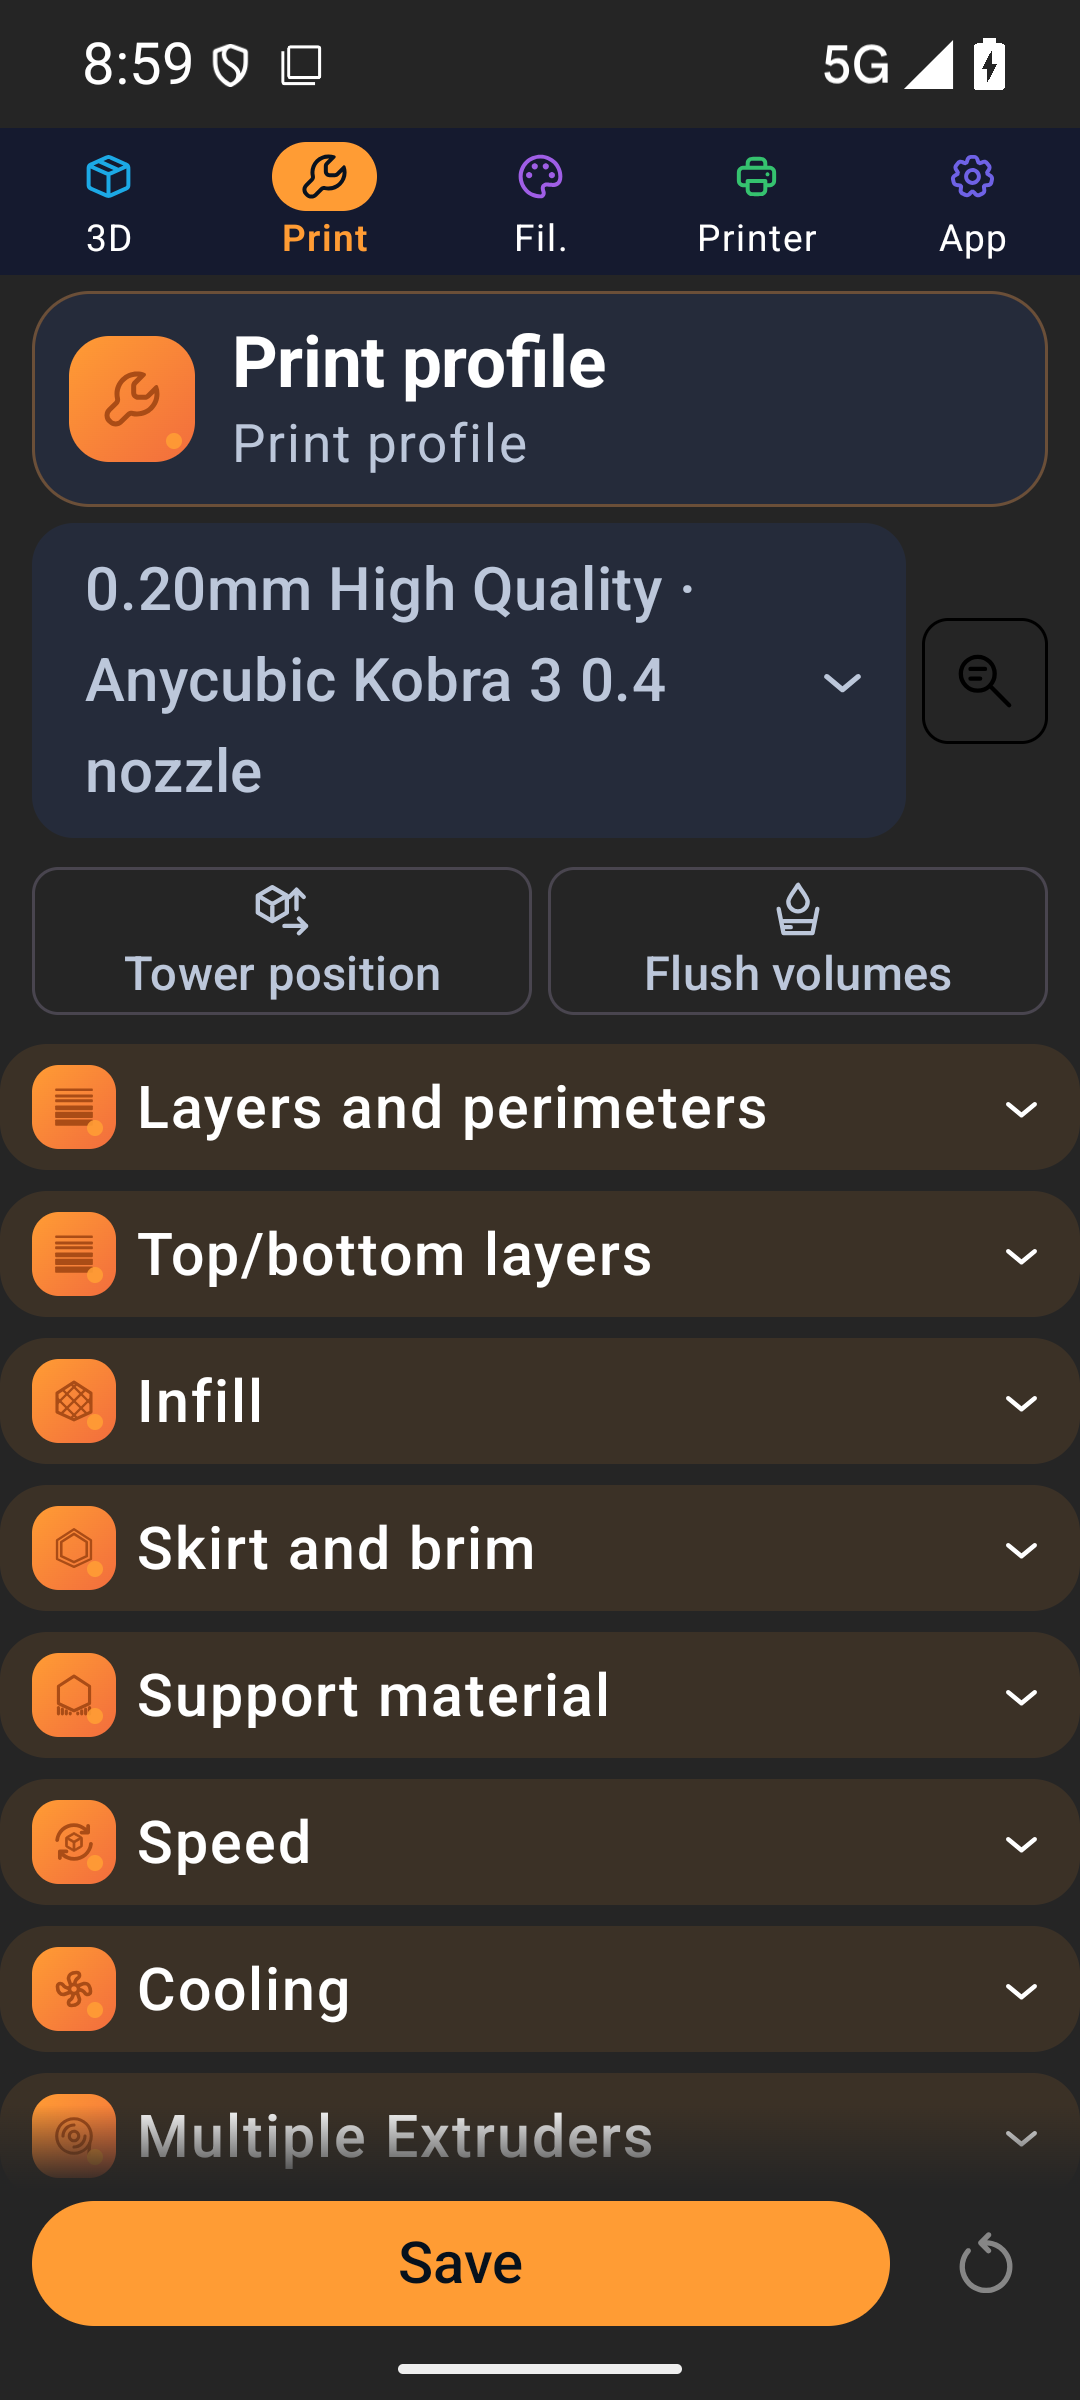 8:59
5G
3D
Print
Fil.
Printer
App
Print profile
Print profile
0.20mm High Quality ·
Anycubic Kobra 3 0.4
nozzle
Tower position
Flush volumes
Layers and perimeters
Top/bottom layers
Infill
Skirt and brim
Support material
Speed
Cooling
Multiple Extruders
Save